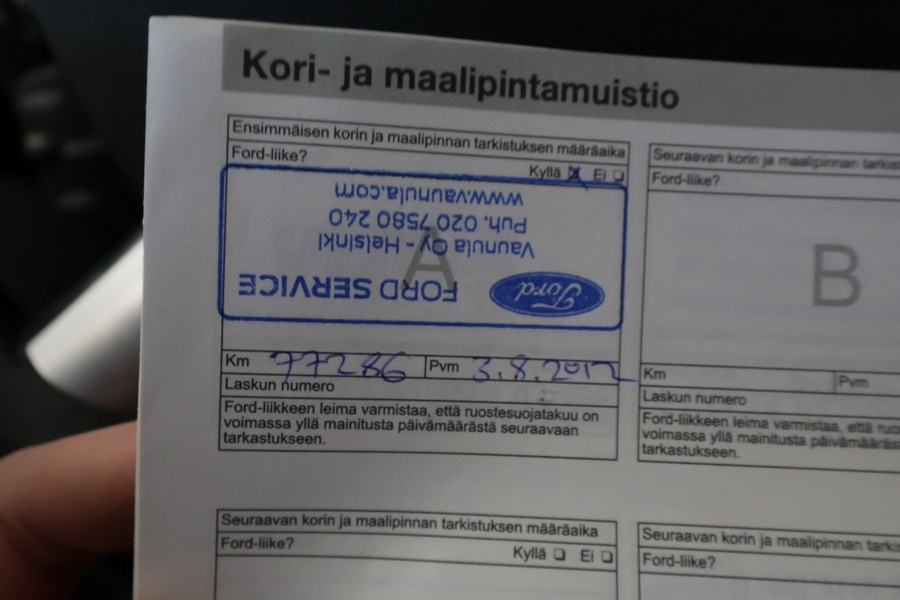 Kori- ja maalipintamuistio
Ensimmäisen korin ja maalipinnan tarkistuksen määräaika
Ford-liike?
Kyllä Ei
A
Ford FORD SERVICE
Vaunula Oy - Helsinki
Puh. 020 7580 240
www.vaunula.com
Km 77286 Pvm 3.8.2012
Laskun numero
Ford-liikkeen leima varmistaa, että ruostesuojatakuu on
voimassa yllä mainitusta päivämäärästä seuraavaan
tarkastukseen.
Seuraavan korin ja maalipinnan tarkis
Ford-liike?
B
Km Pvm
Laskun numero
Ford-liikkeen leima varmistaa, että ruo
voimassa yllä mainitusta päivämääräs
tarkastukseen.
Seuraavan korin ja maalipinnan tarkistuksen määräaika
Ford-liike?
Kyllä Ei
Seuraavan korin ja maalipinnan tarkis
Ford-liike?